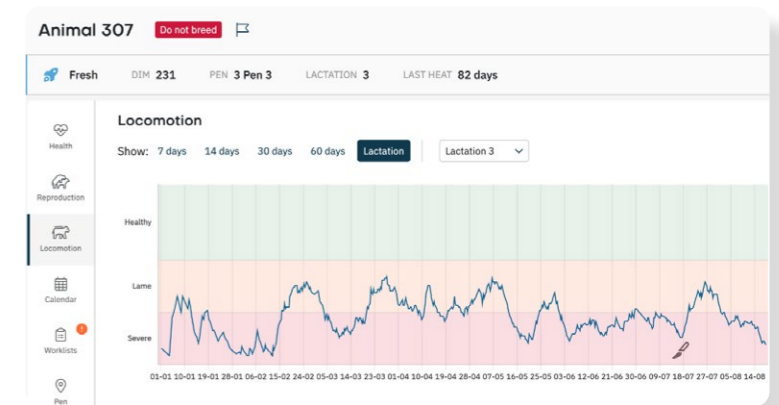 Animal 307 Do not breed
Fresh DIM 231 PEN 3 Pen 3 LACTATION 3 LAST HEAT 82 days
Health
Reproduction
Locomotion
Calendar
Worklists
Pen
Locomotion
Show: 7 days 14 days 30 days 60 days Lactation Lactation 3
Healthy
Lame
Severe
01-01 10-01 19-01 28-01 06-02 15-02 24-02 05-03 14-03 23-03 01-04 10-04 19-04 28-04 07-05 16-05 25-05 03-06 12-06 21-06 30-06 09-07 18-07 27-07 05-08 14-08